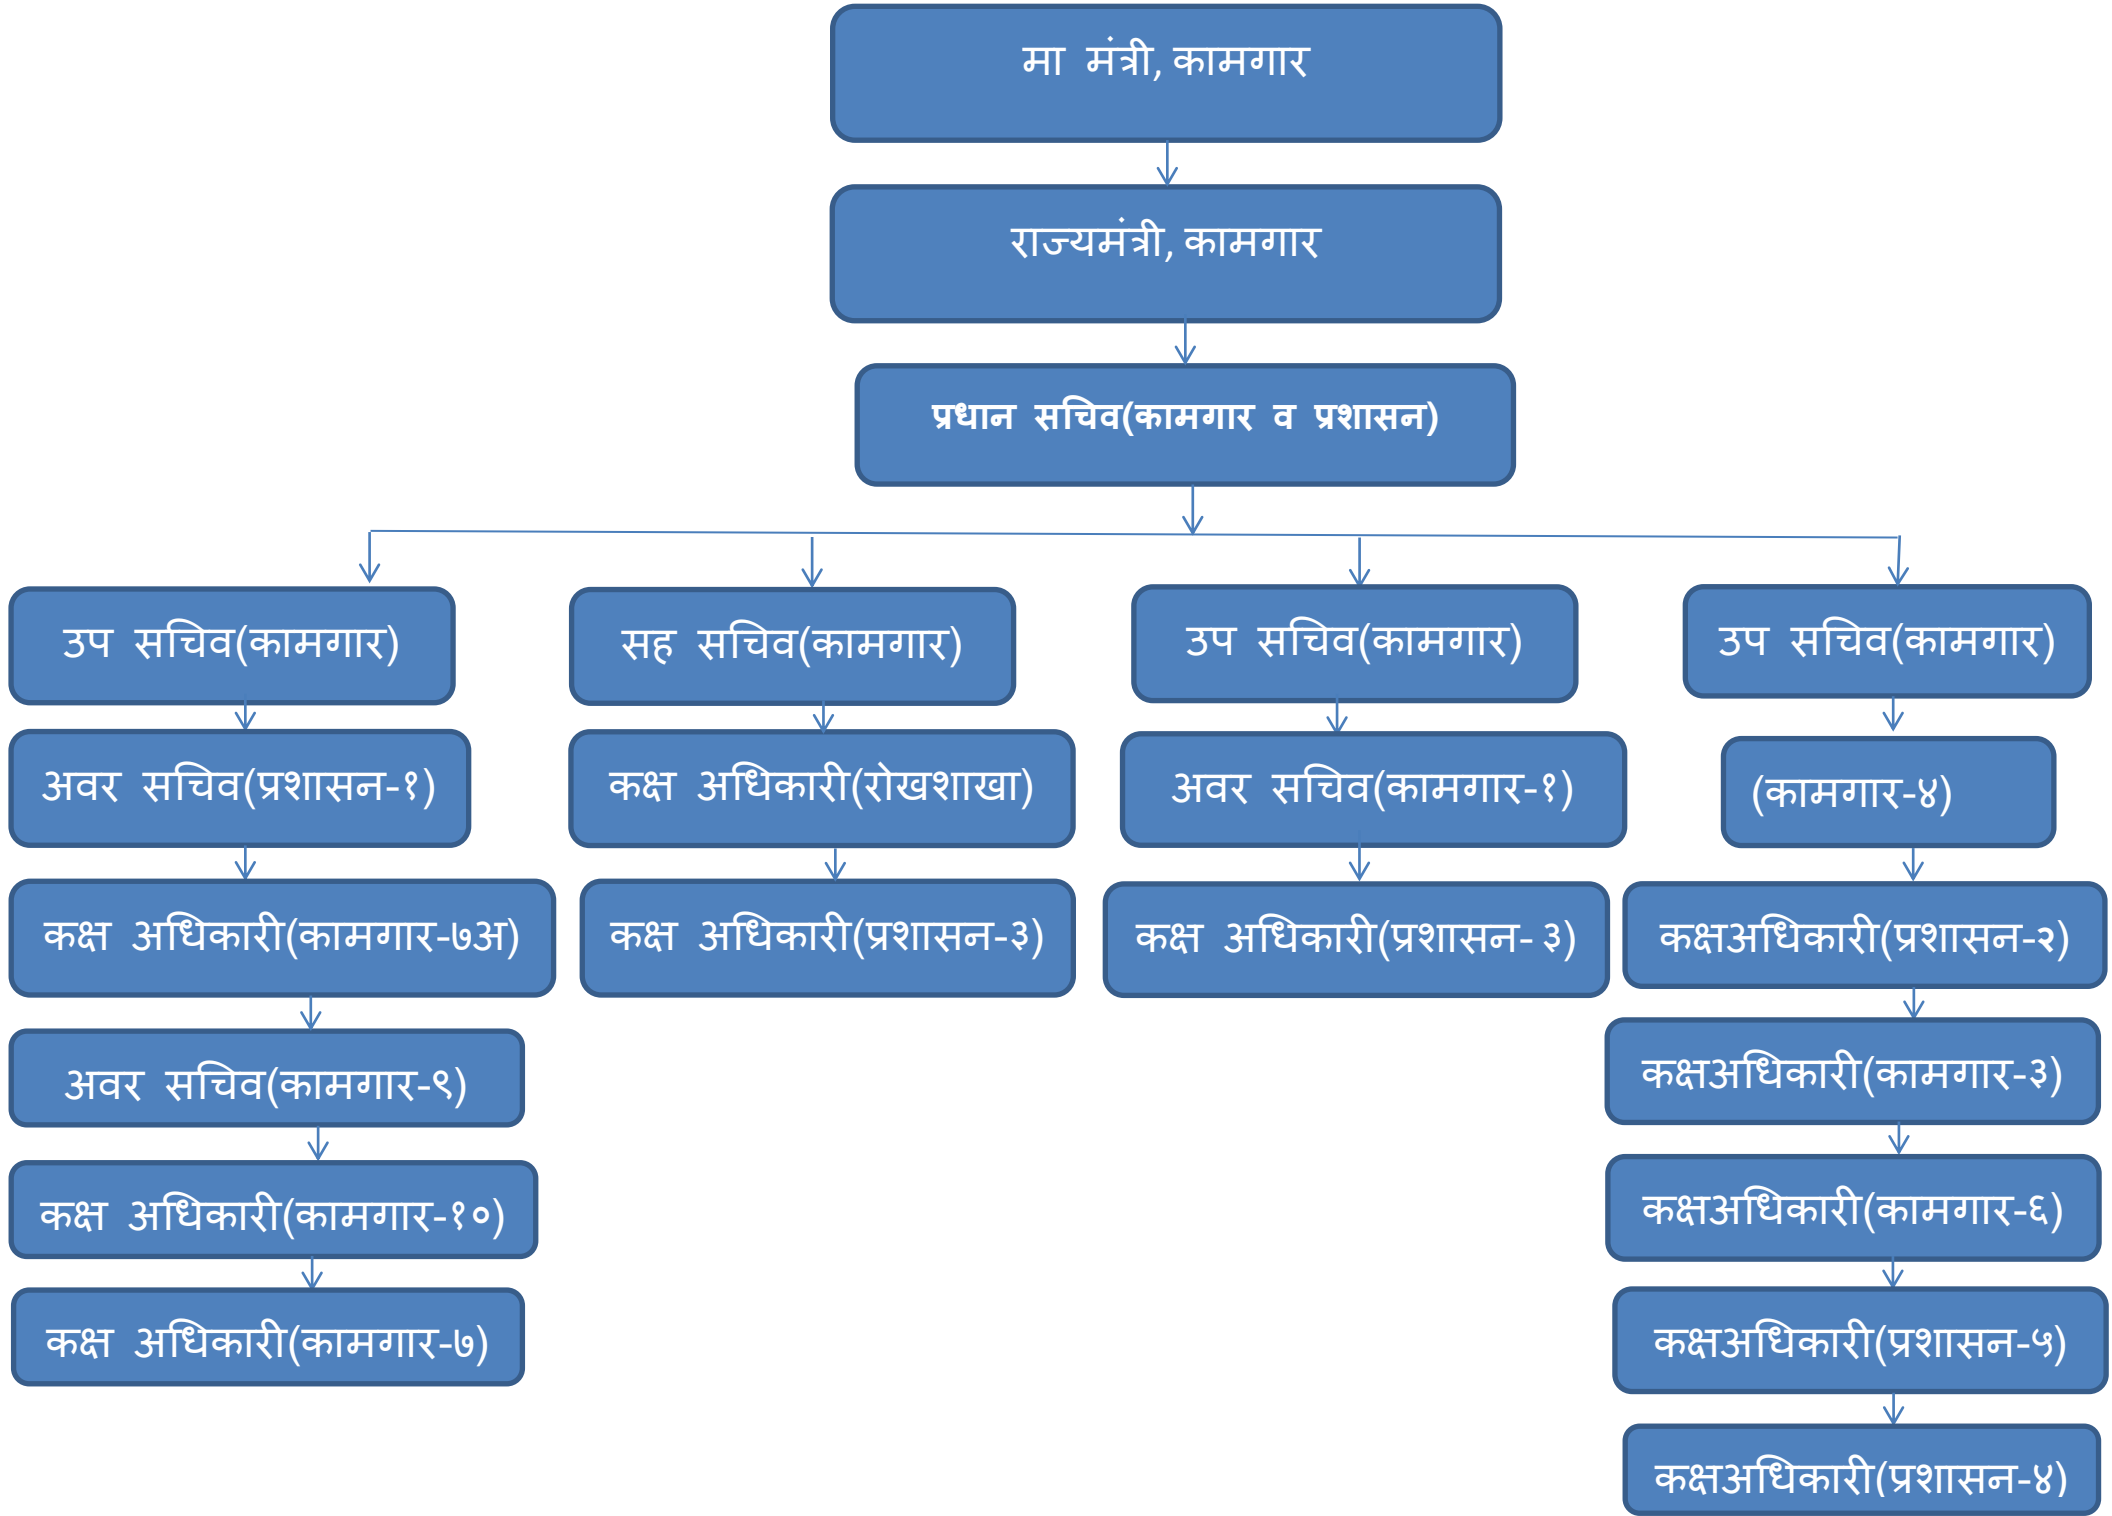 मा मंत्री, कामगार
राज्यमंत्री, कामगार
प्रधान सचिव(कामगार व प्रशासन)
उप सचिव(कामगार)
सह सचिव(कामगार)
उप सचिव(कामगार)
उप सचिव(कामगार)
अवर सचिव(प्रशासन-१)
कक्ष अधिकारी(रोखशाखा)
अवर सचिव(कामगार-१)
(कामगार-४)
कक्ष अधिकारी(कामगार-७अ)
कक्ष अधिकारी(प्रशासन-३)
कक्ष अधिकारी(प्रशासन- ३)
कक्षअधिकारी(प्रशासन-२)
अवर सचिव(कामगार-९)
कक्षअधिकारी(कामगार-३)
कक्ष अधिकारी(कामगार-१०)
कक्षअधिकारी(कामगार-६)
कक्ष अधिकारी(कामगार-७)
कक्षअधिकारी(प्रशासन-५)
कक्षअधिकारी(प्रशासन-४)